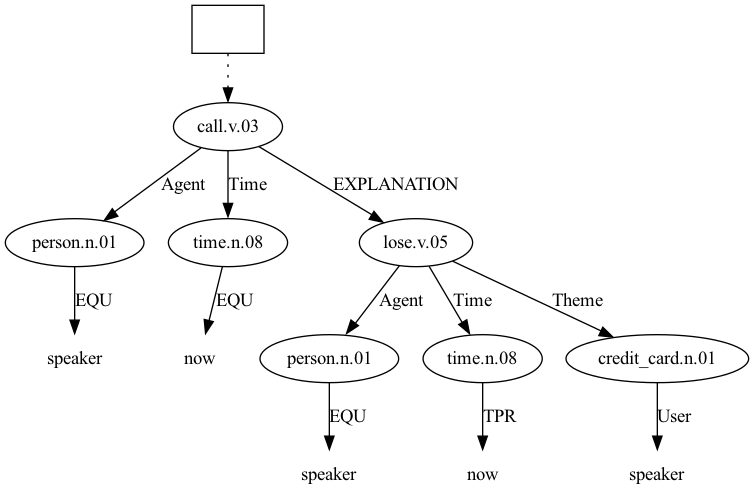 call.v.03
Agent Time EXPLANATION
person.n.01 time.n.08 lose.v.05
EQU EQU Agent Time Theme
speaker now person.n.01 time.n.08 credit_card.n.01
EQU TPR User
speaker now speaker